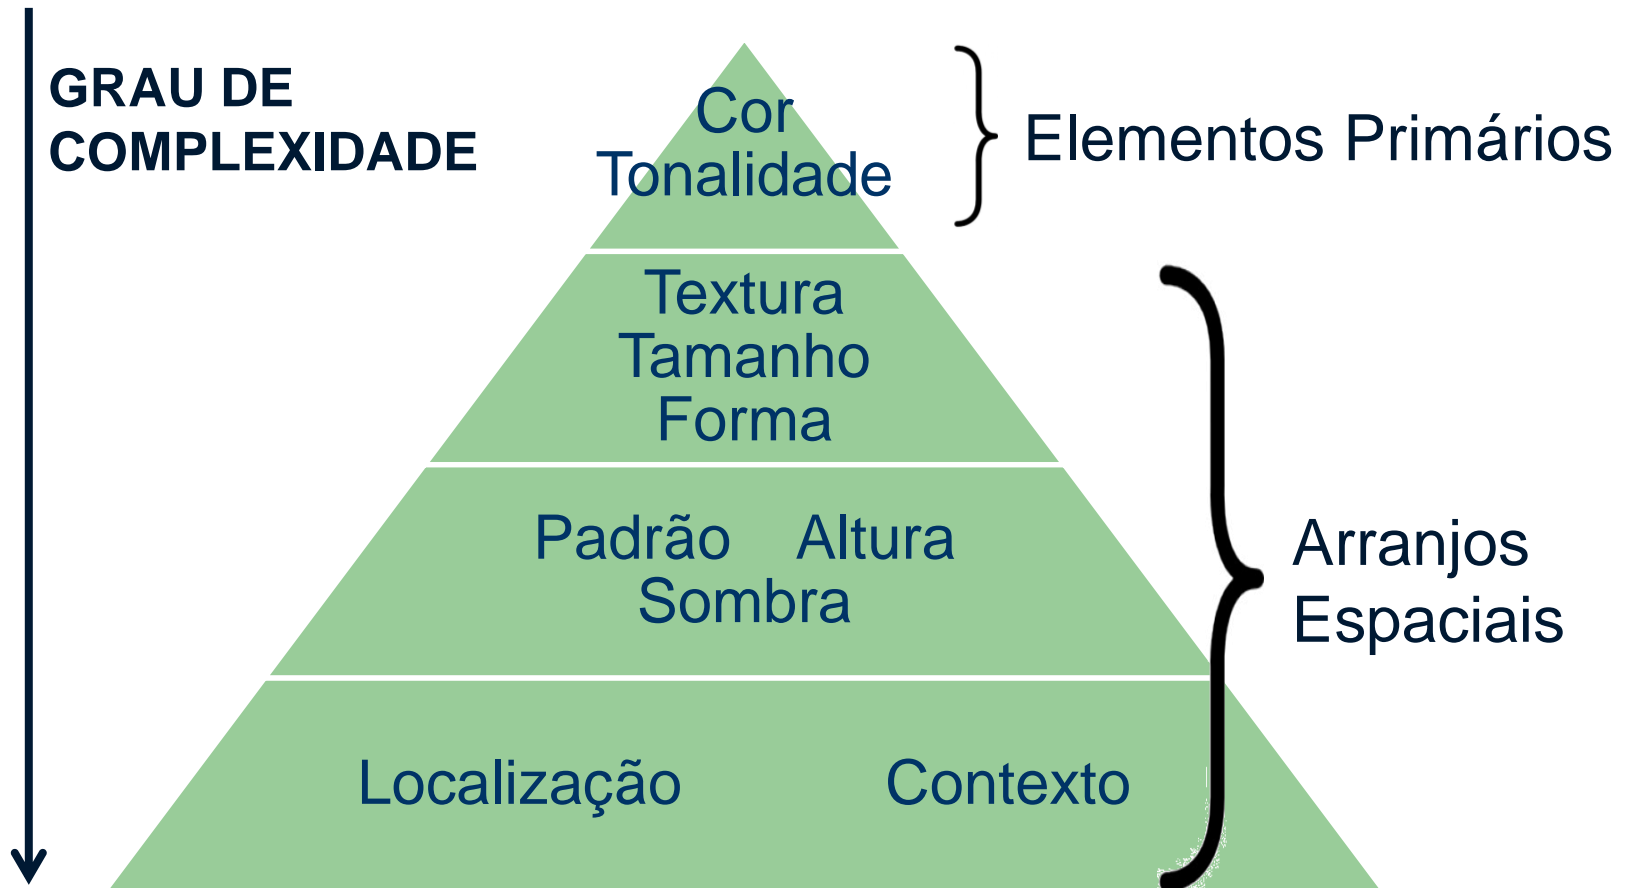 GRAU DE
COMPLEXIDADE
Cor
Tonalidade
Elementos Primários
Textura
Tamanho
Forma
Padrão Altura
Sombra
Arranjos
Espaciais
Localização Contexto